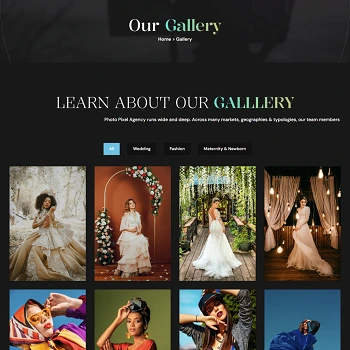 Our Gallery
Home » Gallery
LEARN ABOUT OUR GALLLERY
Photo Pixel Agency runs wide and deep. Across many markets, geographies & typologies, our team members
All
Wedding
Fashion
Maternity & Newborn